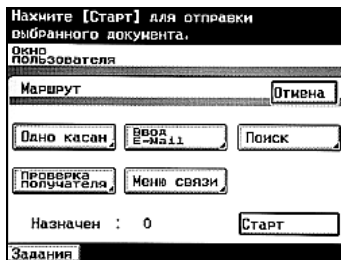 Нажмите [Старт] для отправки
выбранного документа.
Окно
пользователя
Маршрут
Отмена
Одно касан
Ввод
E-Mail
Поиск
Проверка
получателя
Меню связи
Назначен : 0
Старт
Задания